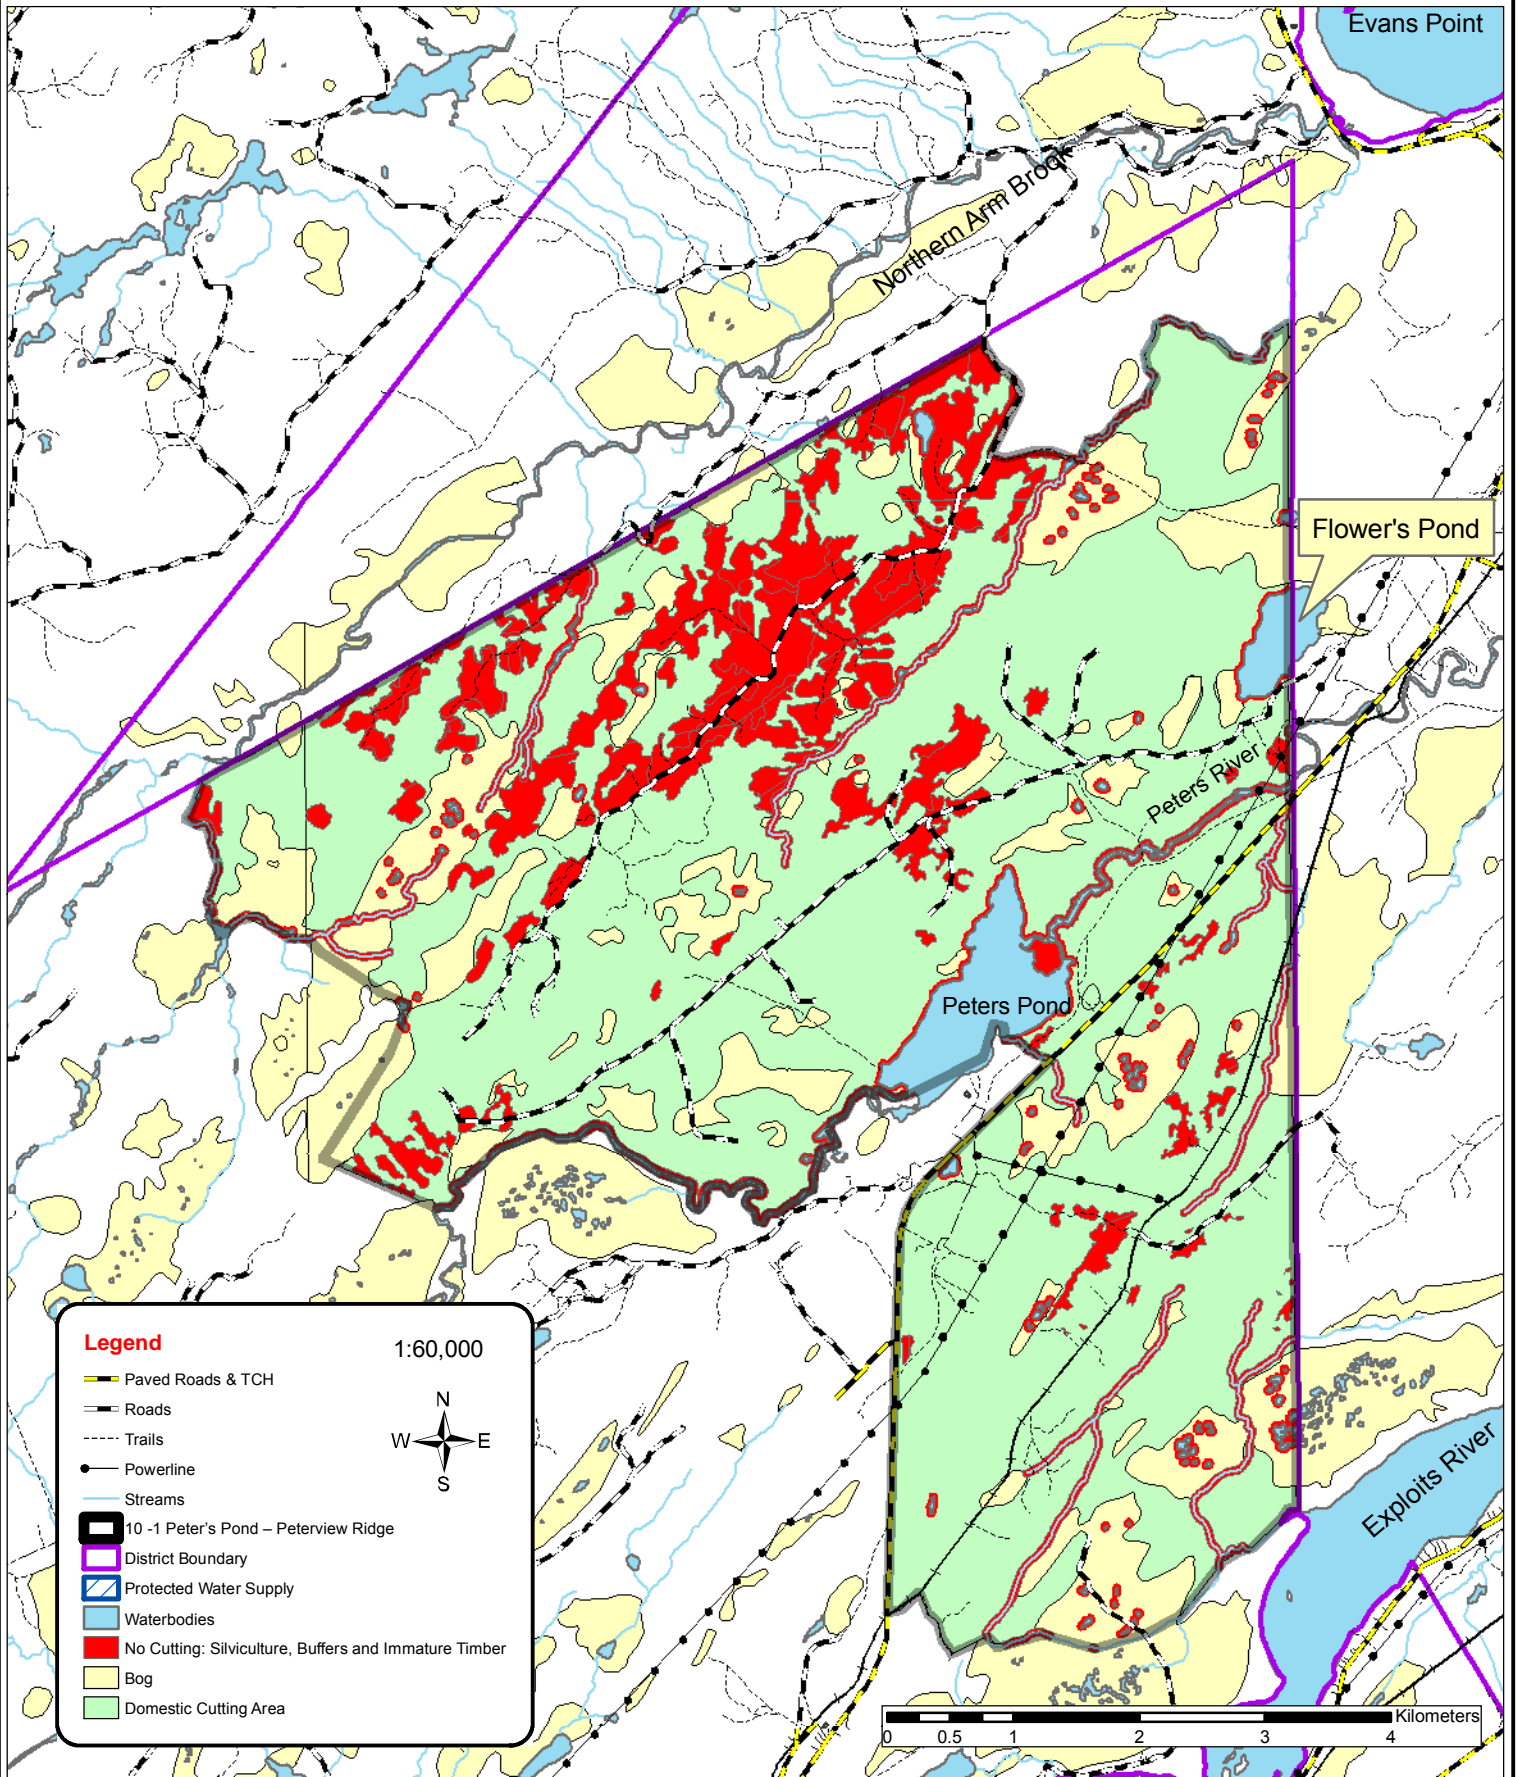 Evans Point
Northern Arm Brook
Flower's Pond
Peters River
Peters Pond
Exploits River
Legend
1:60,000
Paved Roads & TCH
Roads
Trails
Powerline
Streams
10 -1 Peter's Pond – Peterview Ridge
District Boundary
Protected Water Supply
Waterbodies
No Cutting: Silviculture, Buffers and Immature Timber
Bog
Domestic Cutting Area
N
W E
S
Kilometers
0 0.5 1 2 3 4